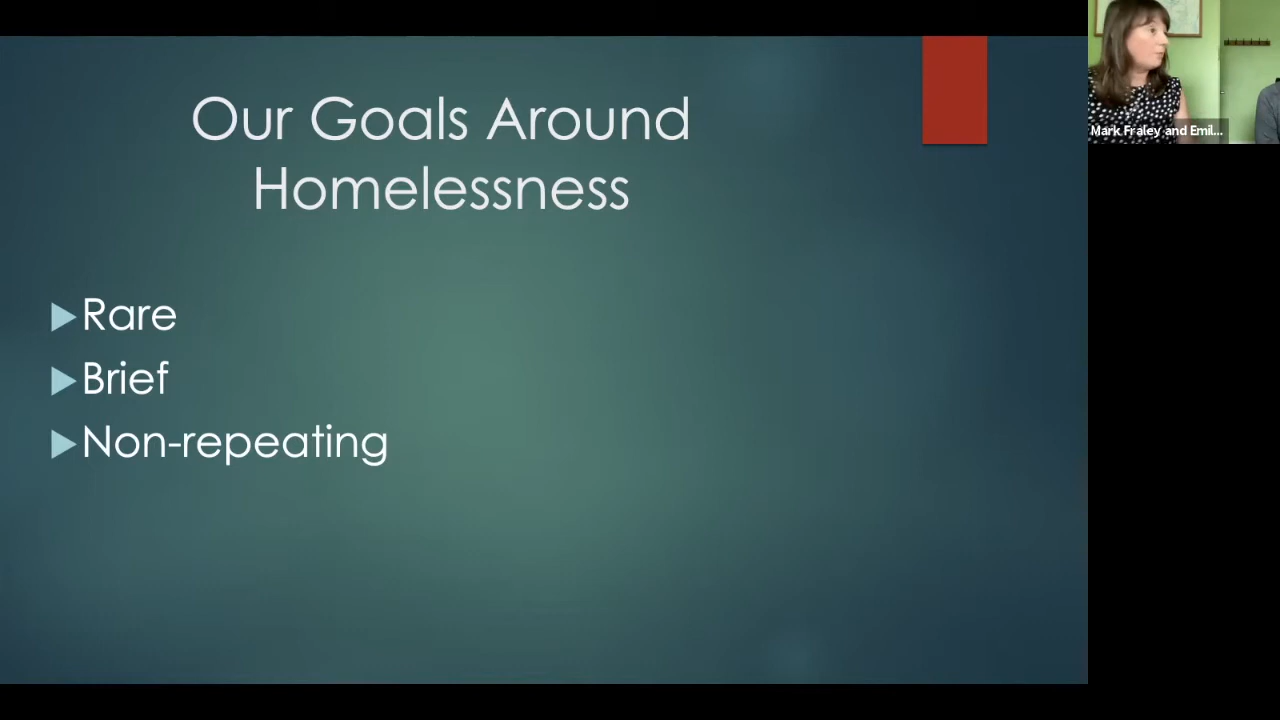 Our Goals Around
Homelessness
Rare
Brief
Non-repeating
Mark Fraley and Emil...